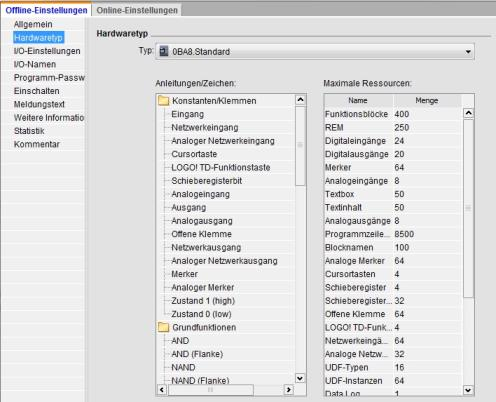 Offline-Einstellungen Online-Einstellungen
Allgemein
Hardwaretyp
I/O-Einstellungen
I/O-Namen
Programm-Passw
Einschalten
Meldungstext
Weitere Informatio
Statistik
Kommentar
Hardwaretyp
Typ: 0BA8.Standard
Anleitungen/Zeichen:
Konstanten/Klemmen
Eingang
Netzwerkeingang
Analoger Netzwerkeingang
Cursortaste
LOGO! TD-Funktionstaste
Schieberegisterbit
Analogeingang
Ausgang
Analogausgang
Offene Klemme
Netzwerkausgang
Analoger Netzwerkausgang
Merker
Analoger Merker
Zustand 1 (high)
Zustand 0 (low)
Grundfunktionen
AND
AND (Flanke)
NAND
NAND (Flanke)
Maximale Ressourcen:
Name Menge
Funktionsblöcke 400
REM 250
Digitaleingänge 24
Digitalausgänge 20
Merker 64
Analogeingänge 8
Textbox 50
Textinhalt 50
Analogausgänge 8
Programmzeile... 8500
Blocknamen 100
Analoge Merker 64
Cursortasten 4
Schieberegister 4
Schieberegister... 32
Offene Klemme 64
LOGO! TD-Funk... 4
Netzwerkeingä... 64
Analoge Netzw... 32
UDF-Typen 16
UDF-Instanzen 64
Data Log 1